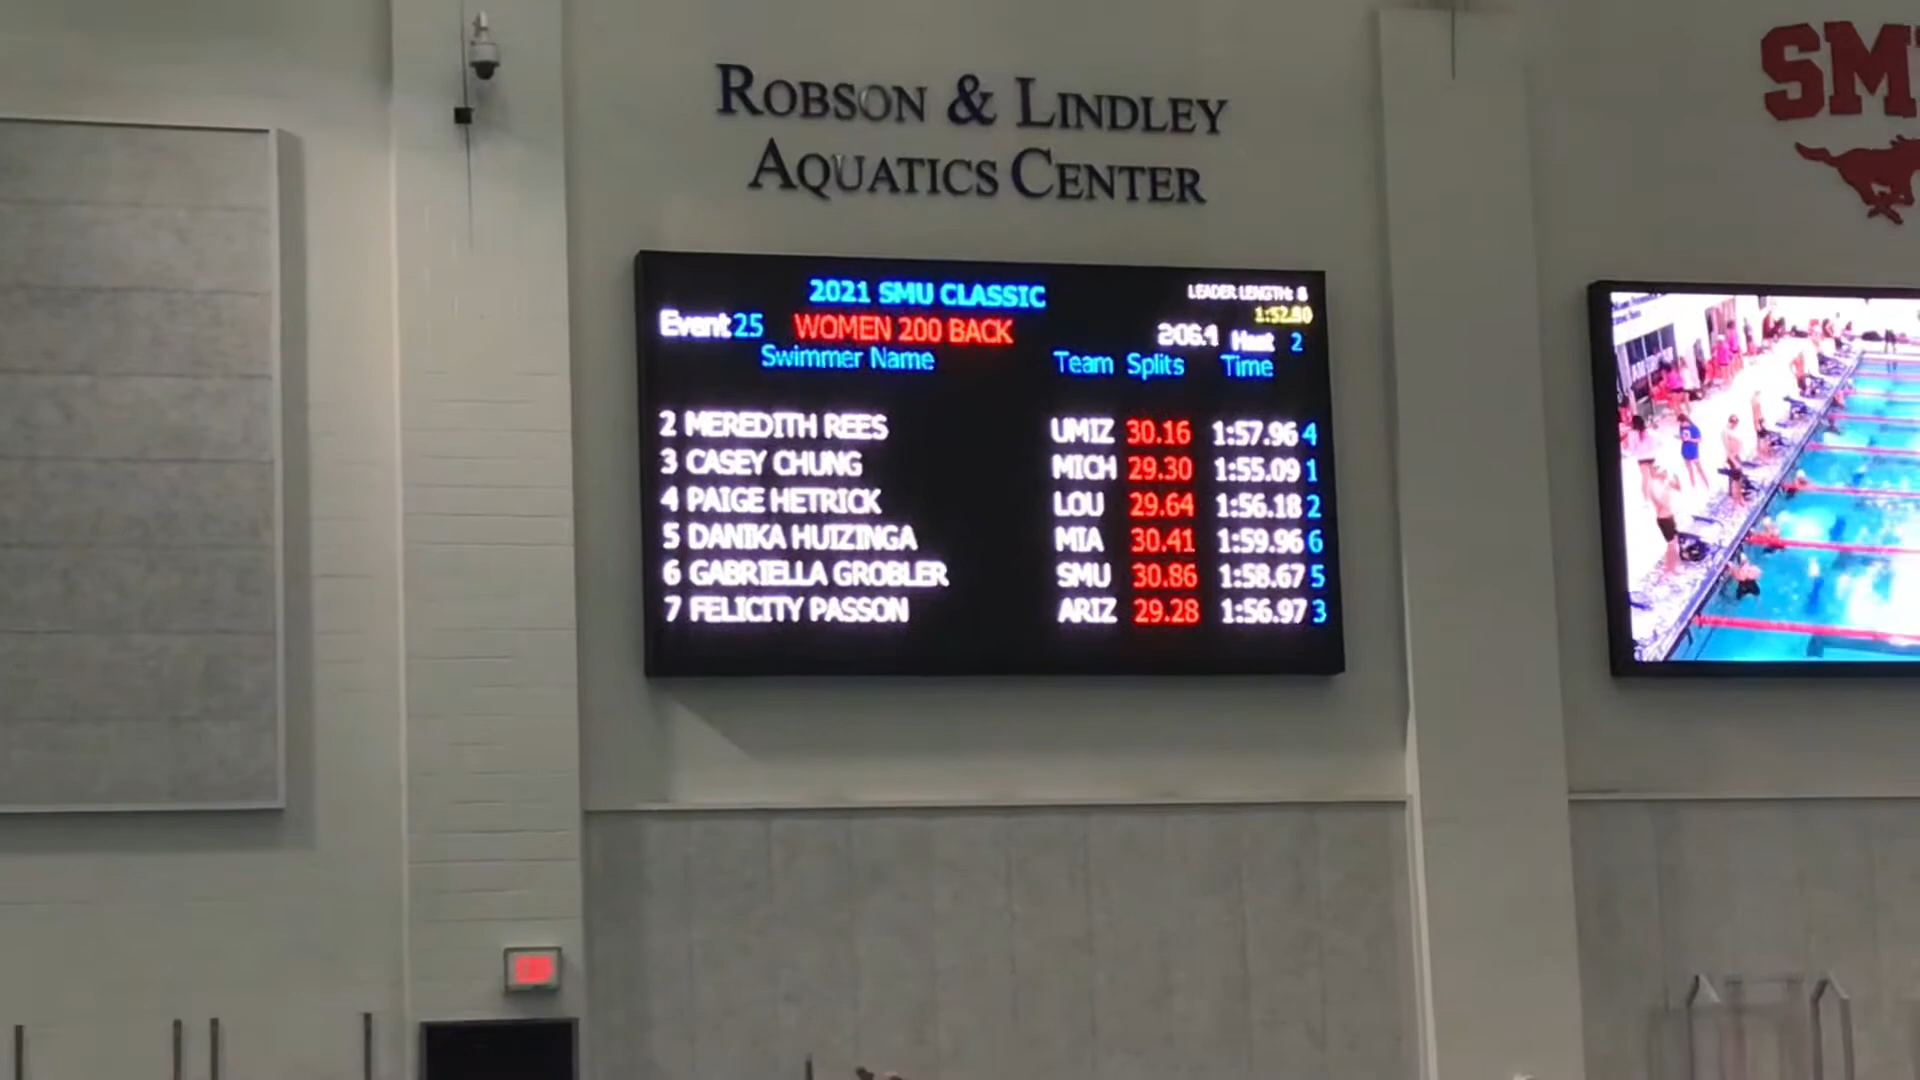 ROBSON & LINDLEY
AQUATICS CENTER
SM
2021 SMU CLASSIC
LEADER LENGTH: 8
1:52.80
Event 25 WOMEN 200 BACK 2:06.4 Heat 2
Swimmer Name Team Splits Time
2 MEREDITH REES UMIZ 30.16 1:57.96 4
3 CASEY CHUNG MICH 29.30 1:55.09 1
4 PAIGE HETRICK LOU 29.64 1:56.18 2
5 DANIKA HUIZINGA MIA 30.41 1:59.96 6
6 GABRIELLA GROBLER SMU 30.86 1:58.67 5
7 FELICITY PASSON ARIZ 29.28 1:56.97 3